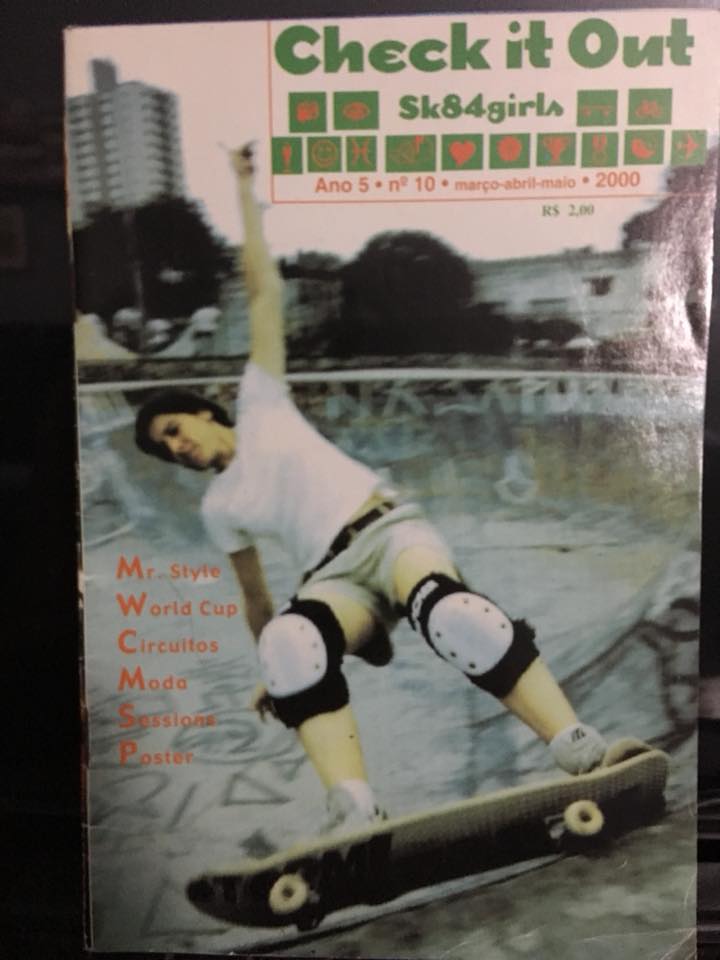 Check it Out
Sk84girls
Ano 5 • nº 10 • março-abril-maio • 2000
R$ 2,00
Mr. Style
World Cup
Circuitos
Moda
Sessions
Poster